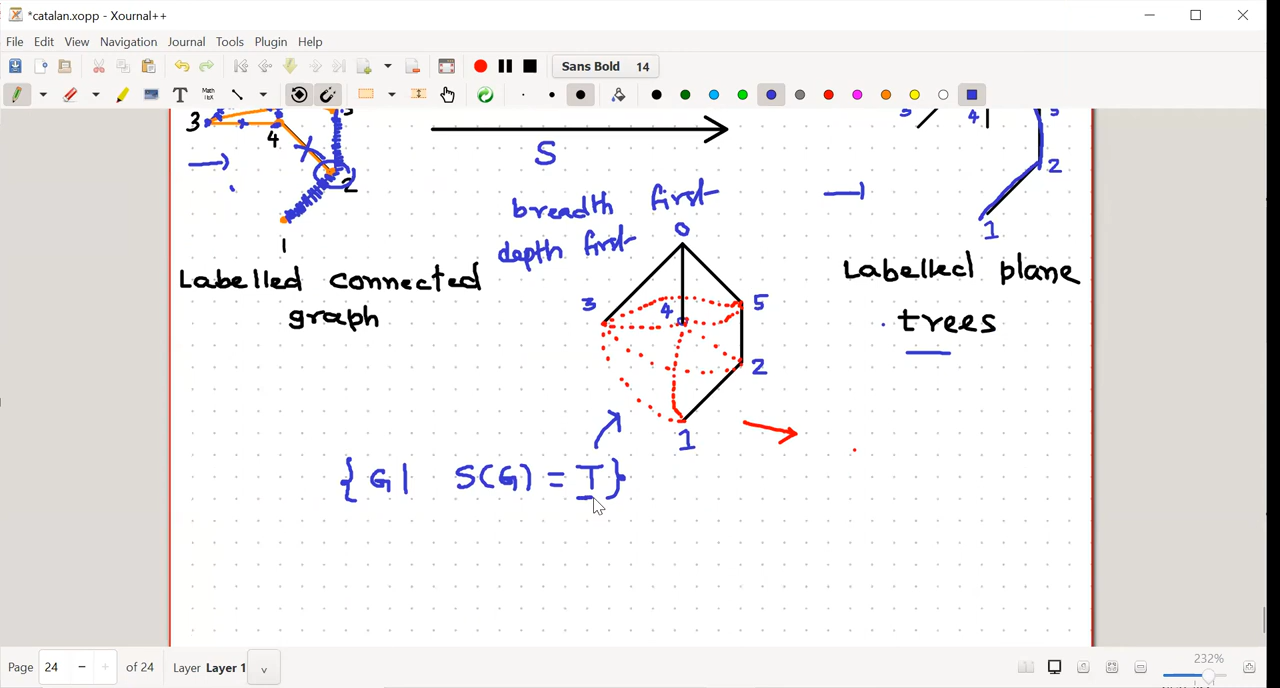 *catalan.xopp - Xournal++
File Edit View Navigation Journal Tools Plugin Help
Sans Bold 14
3
4
2
1
S
breadth first-
depth first-
Labelled connected
graph
0
3
4
5
2
1
4
2
1
Labelled plane
trees
{ G | S(G) = T }
Page 24 of 24 Layer Layer 1 232%